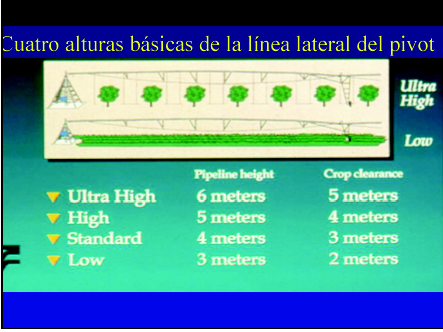 Cuatro alturas básicas de la línea lateral del pivot
Ultra
High
Low
Pipeline height Crop clearance
Ultra High 6 meters 5 meters
High 5 meters 4 meters
Standard 4 meters 3 meters
Low 3 meters 2 meters